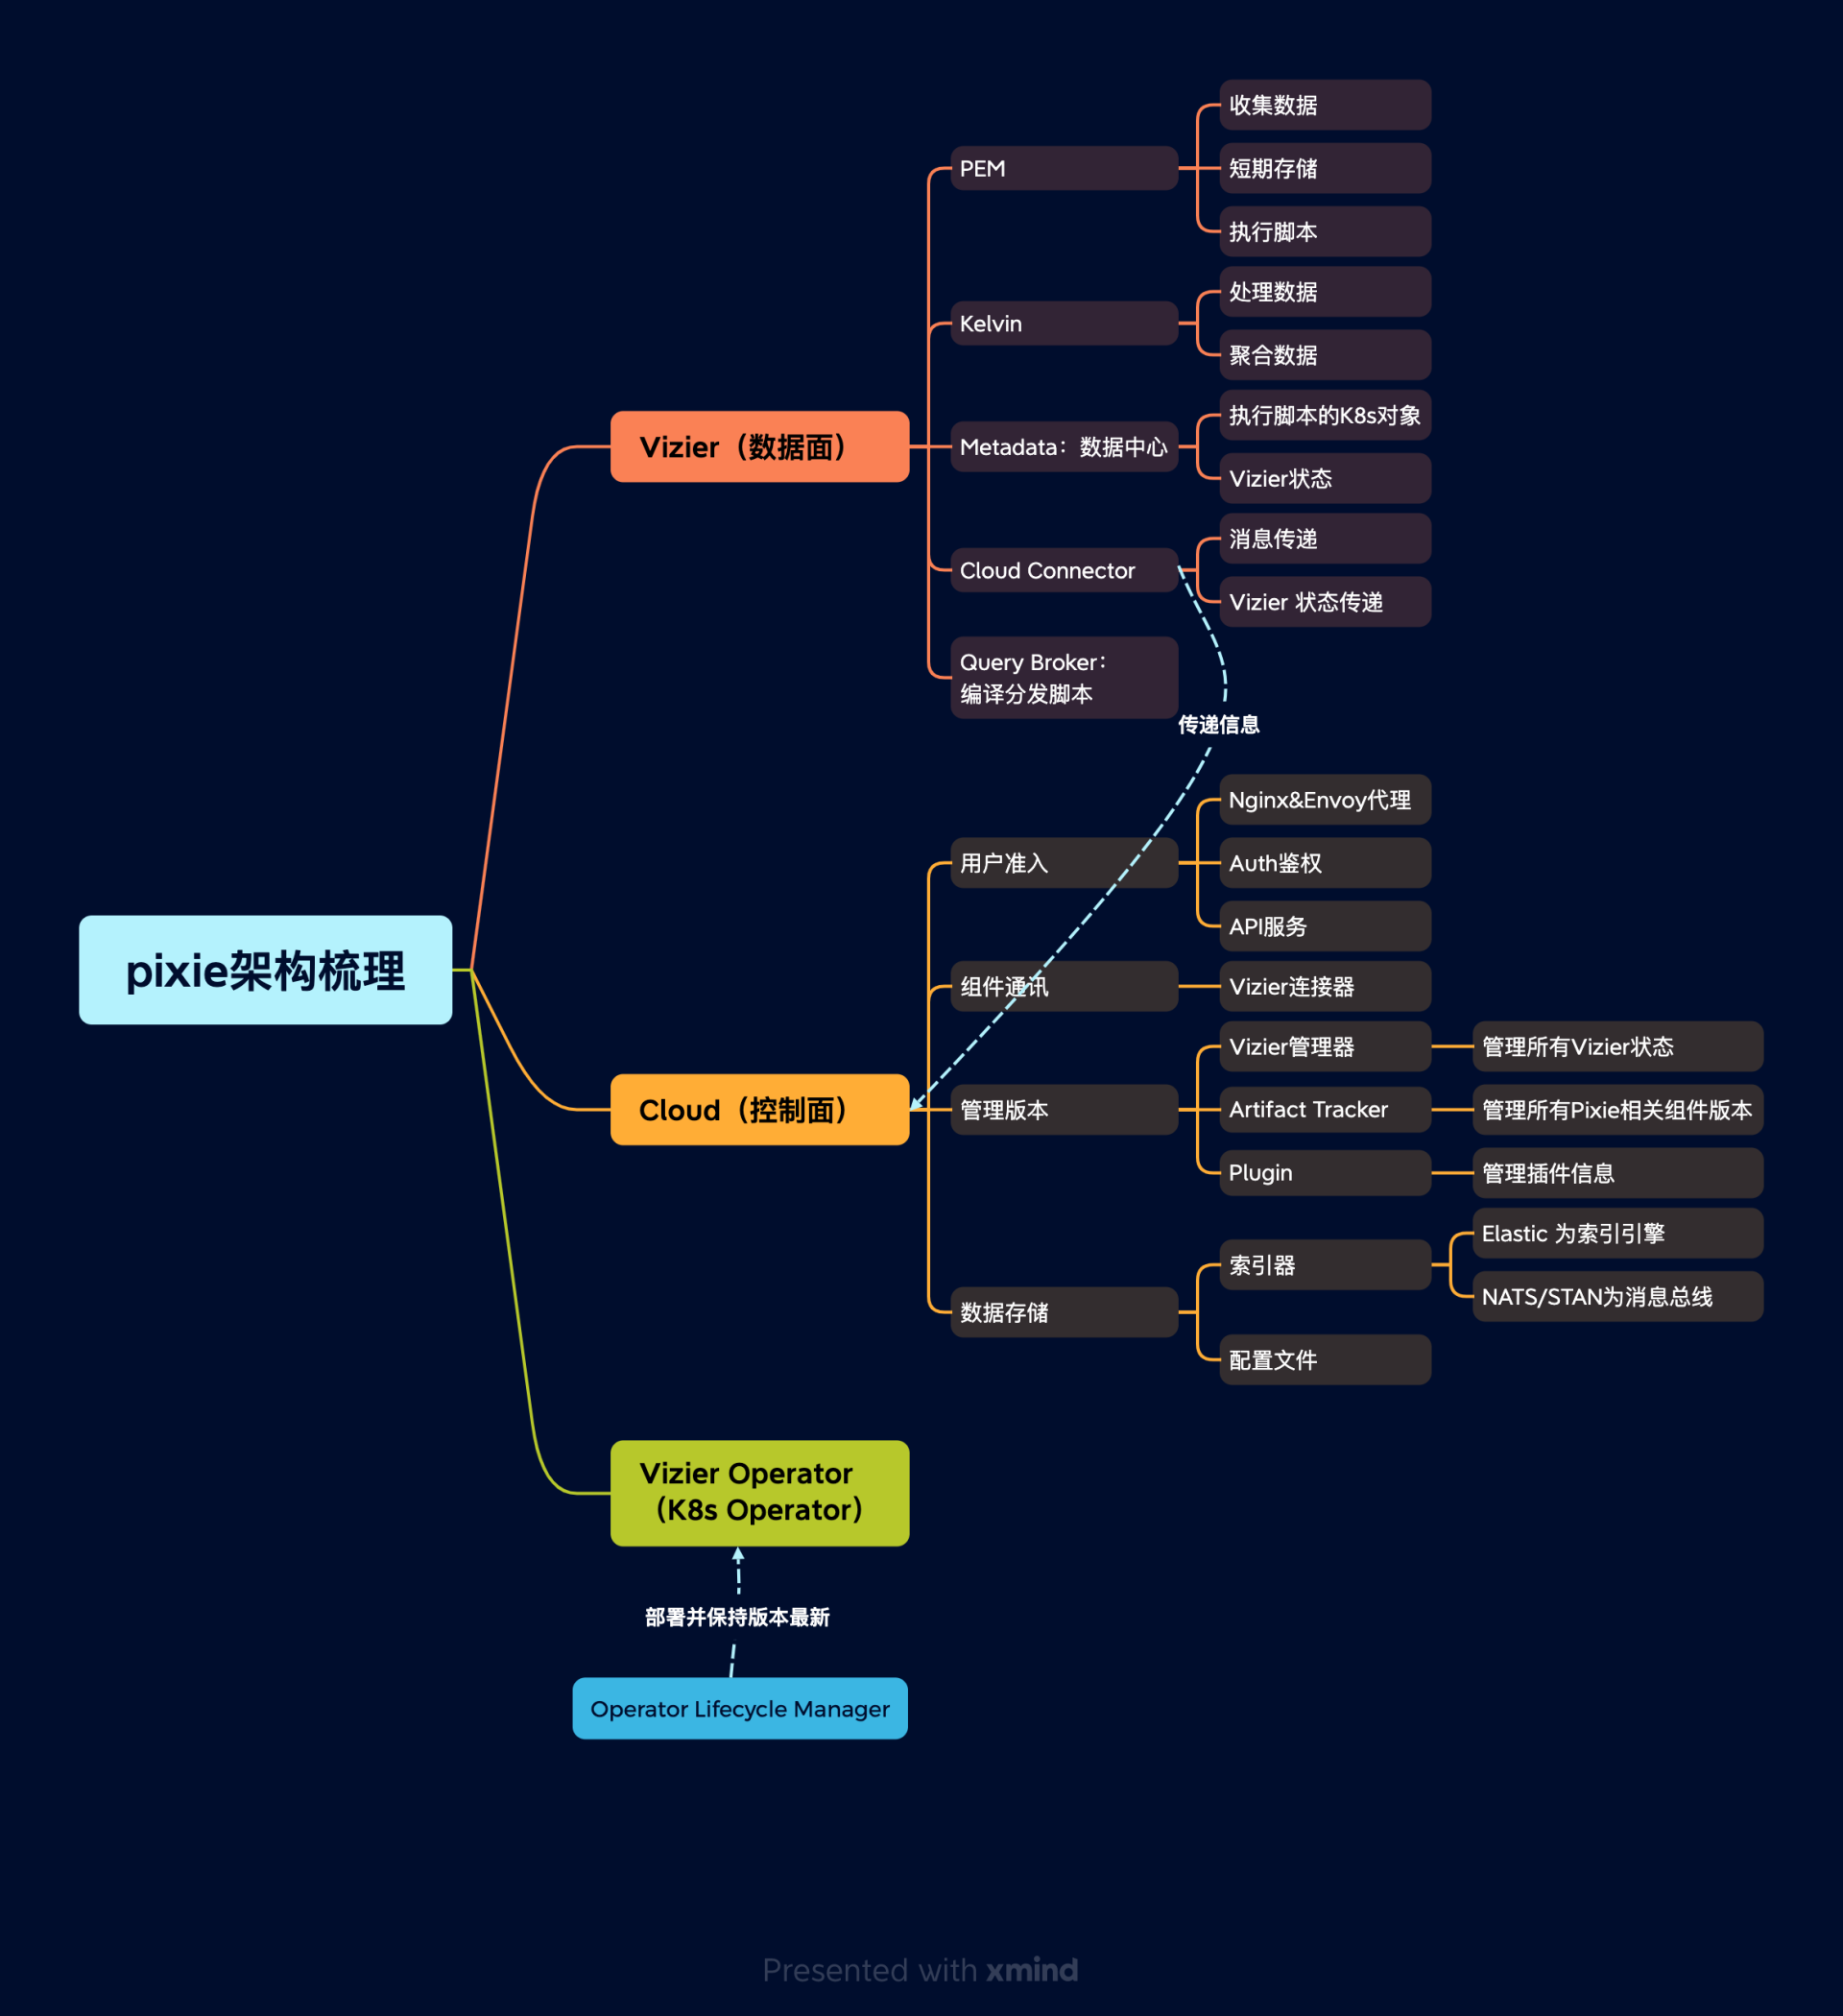 pixie架构梳理
Vizier（数据面）
PEM
收集数据
短期存储
执行脚本
Kelvin
处理数据
聚合数据
Metadata：数据中心
执行脚本的K8s对象
Vizier状态
Cloud Connector
消息传递
Vizier 状态传递
Query Broker：
编译分发脚本
传递信息
Cloud（控制面）
用户准入
Nginx&Envoy代理
Auth鉴权
API服务
组件通讯
Vizier连接器
管理版本
Vizier管理器
管理所有Vizier状态
Artifact Tracker
管理所有Pixie相关组件版本
Plugin
管理插件信息
数据存储
索引器
Elastic 为索引引擎
NATS/STAN为消息总线
配置文件
Vizier Operator
（K8s Operator）
部署并保持版本最新
Operator Lifecycle Manager
Presented with xmind